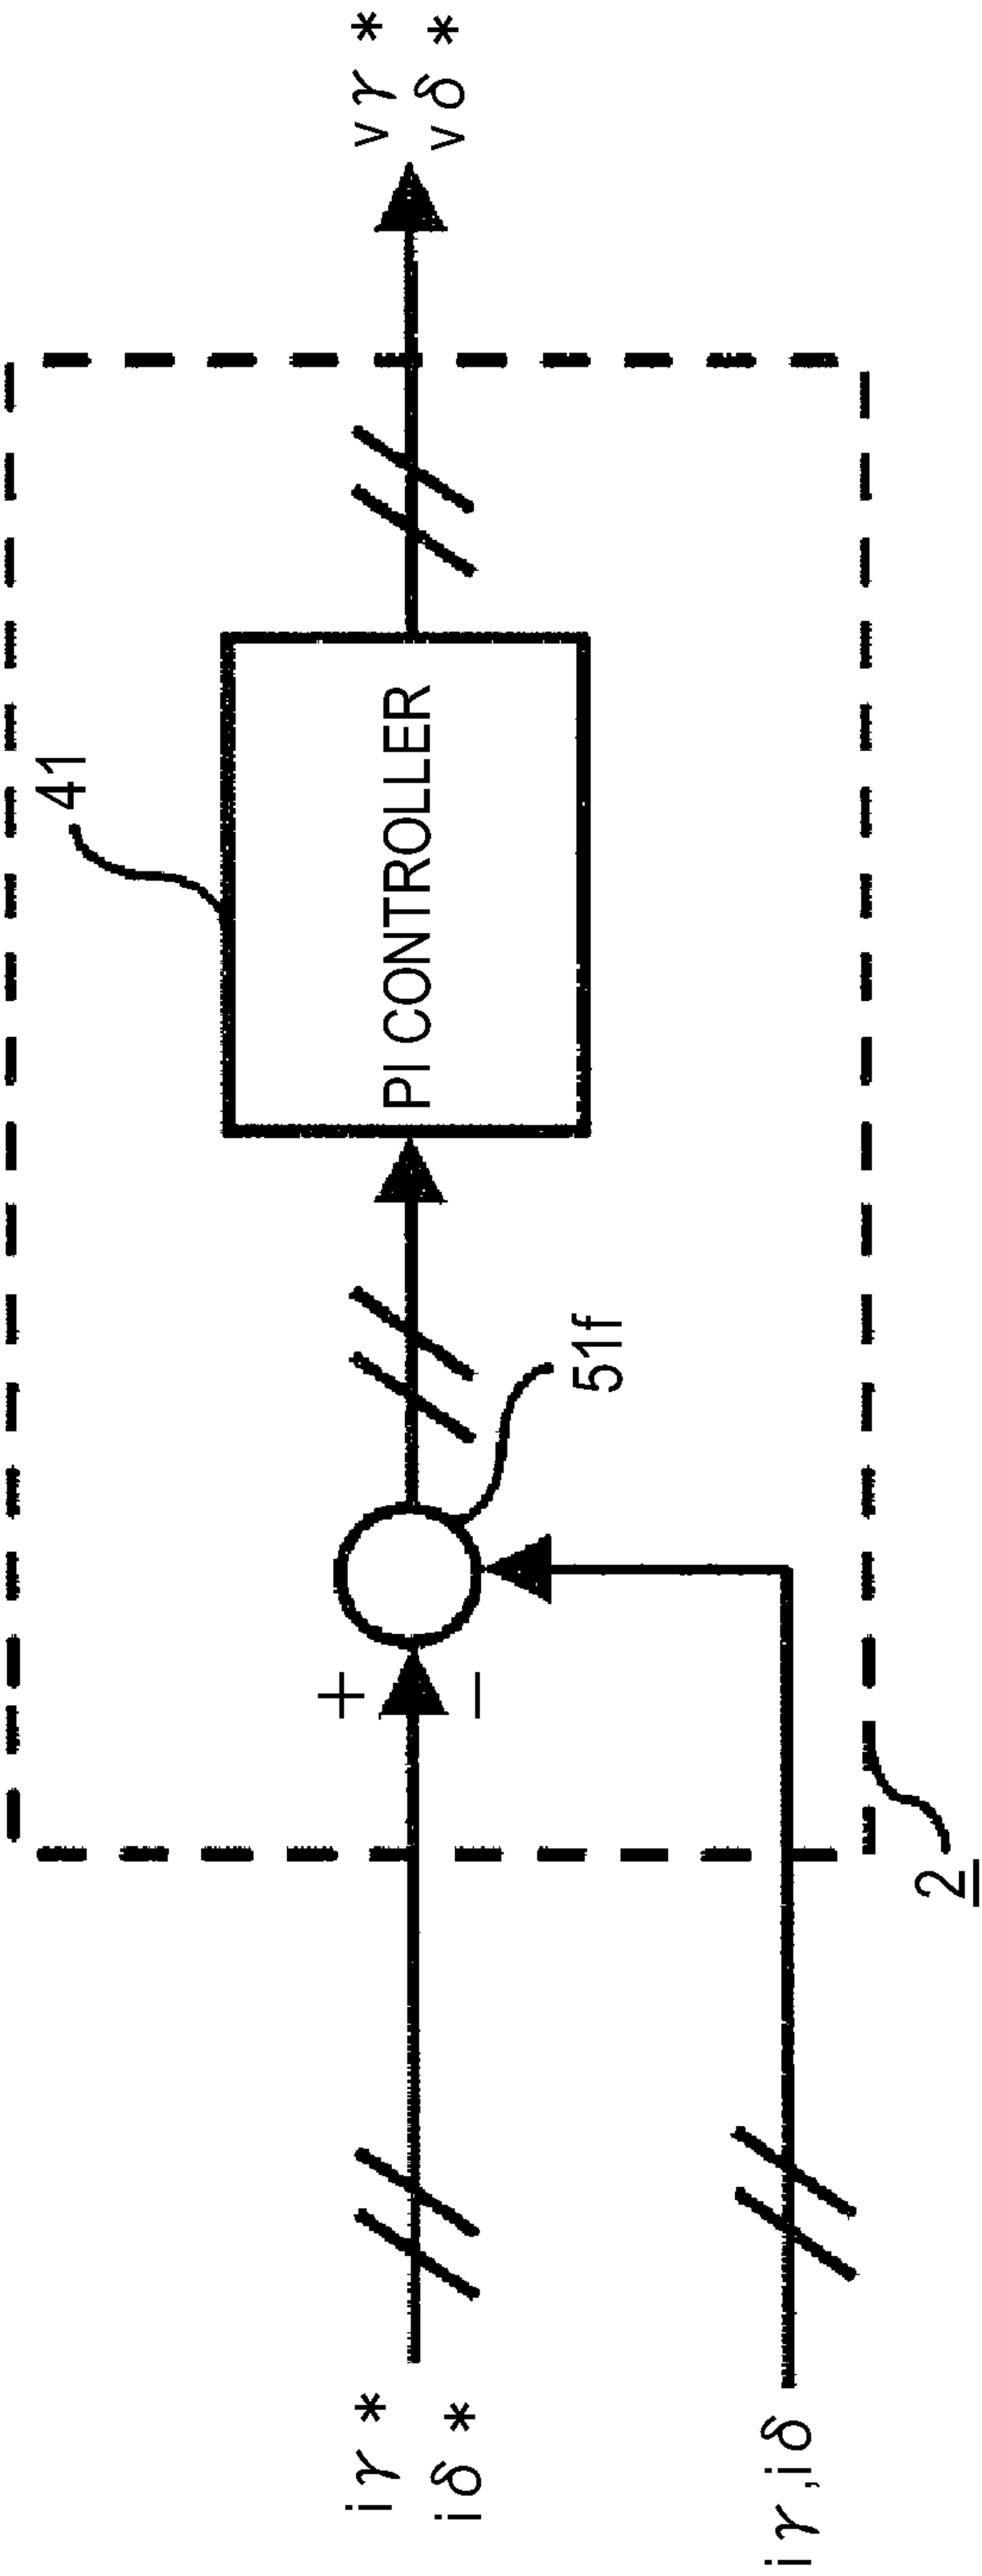 41
iγ*
iδ*
+
−
PI CONTROLLER
vγ*
vδ*
51f
iγ,iδ
2